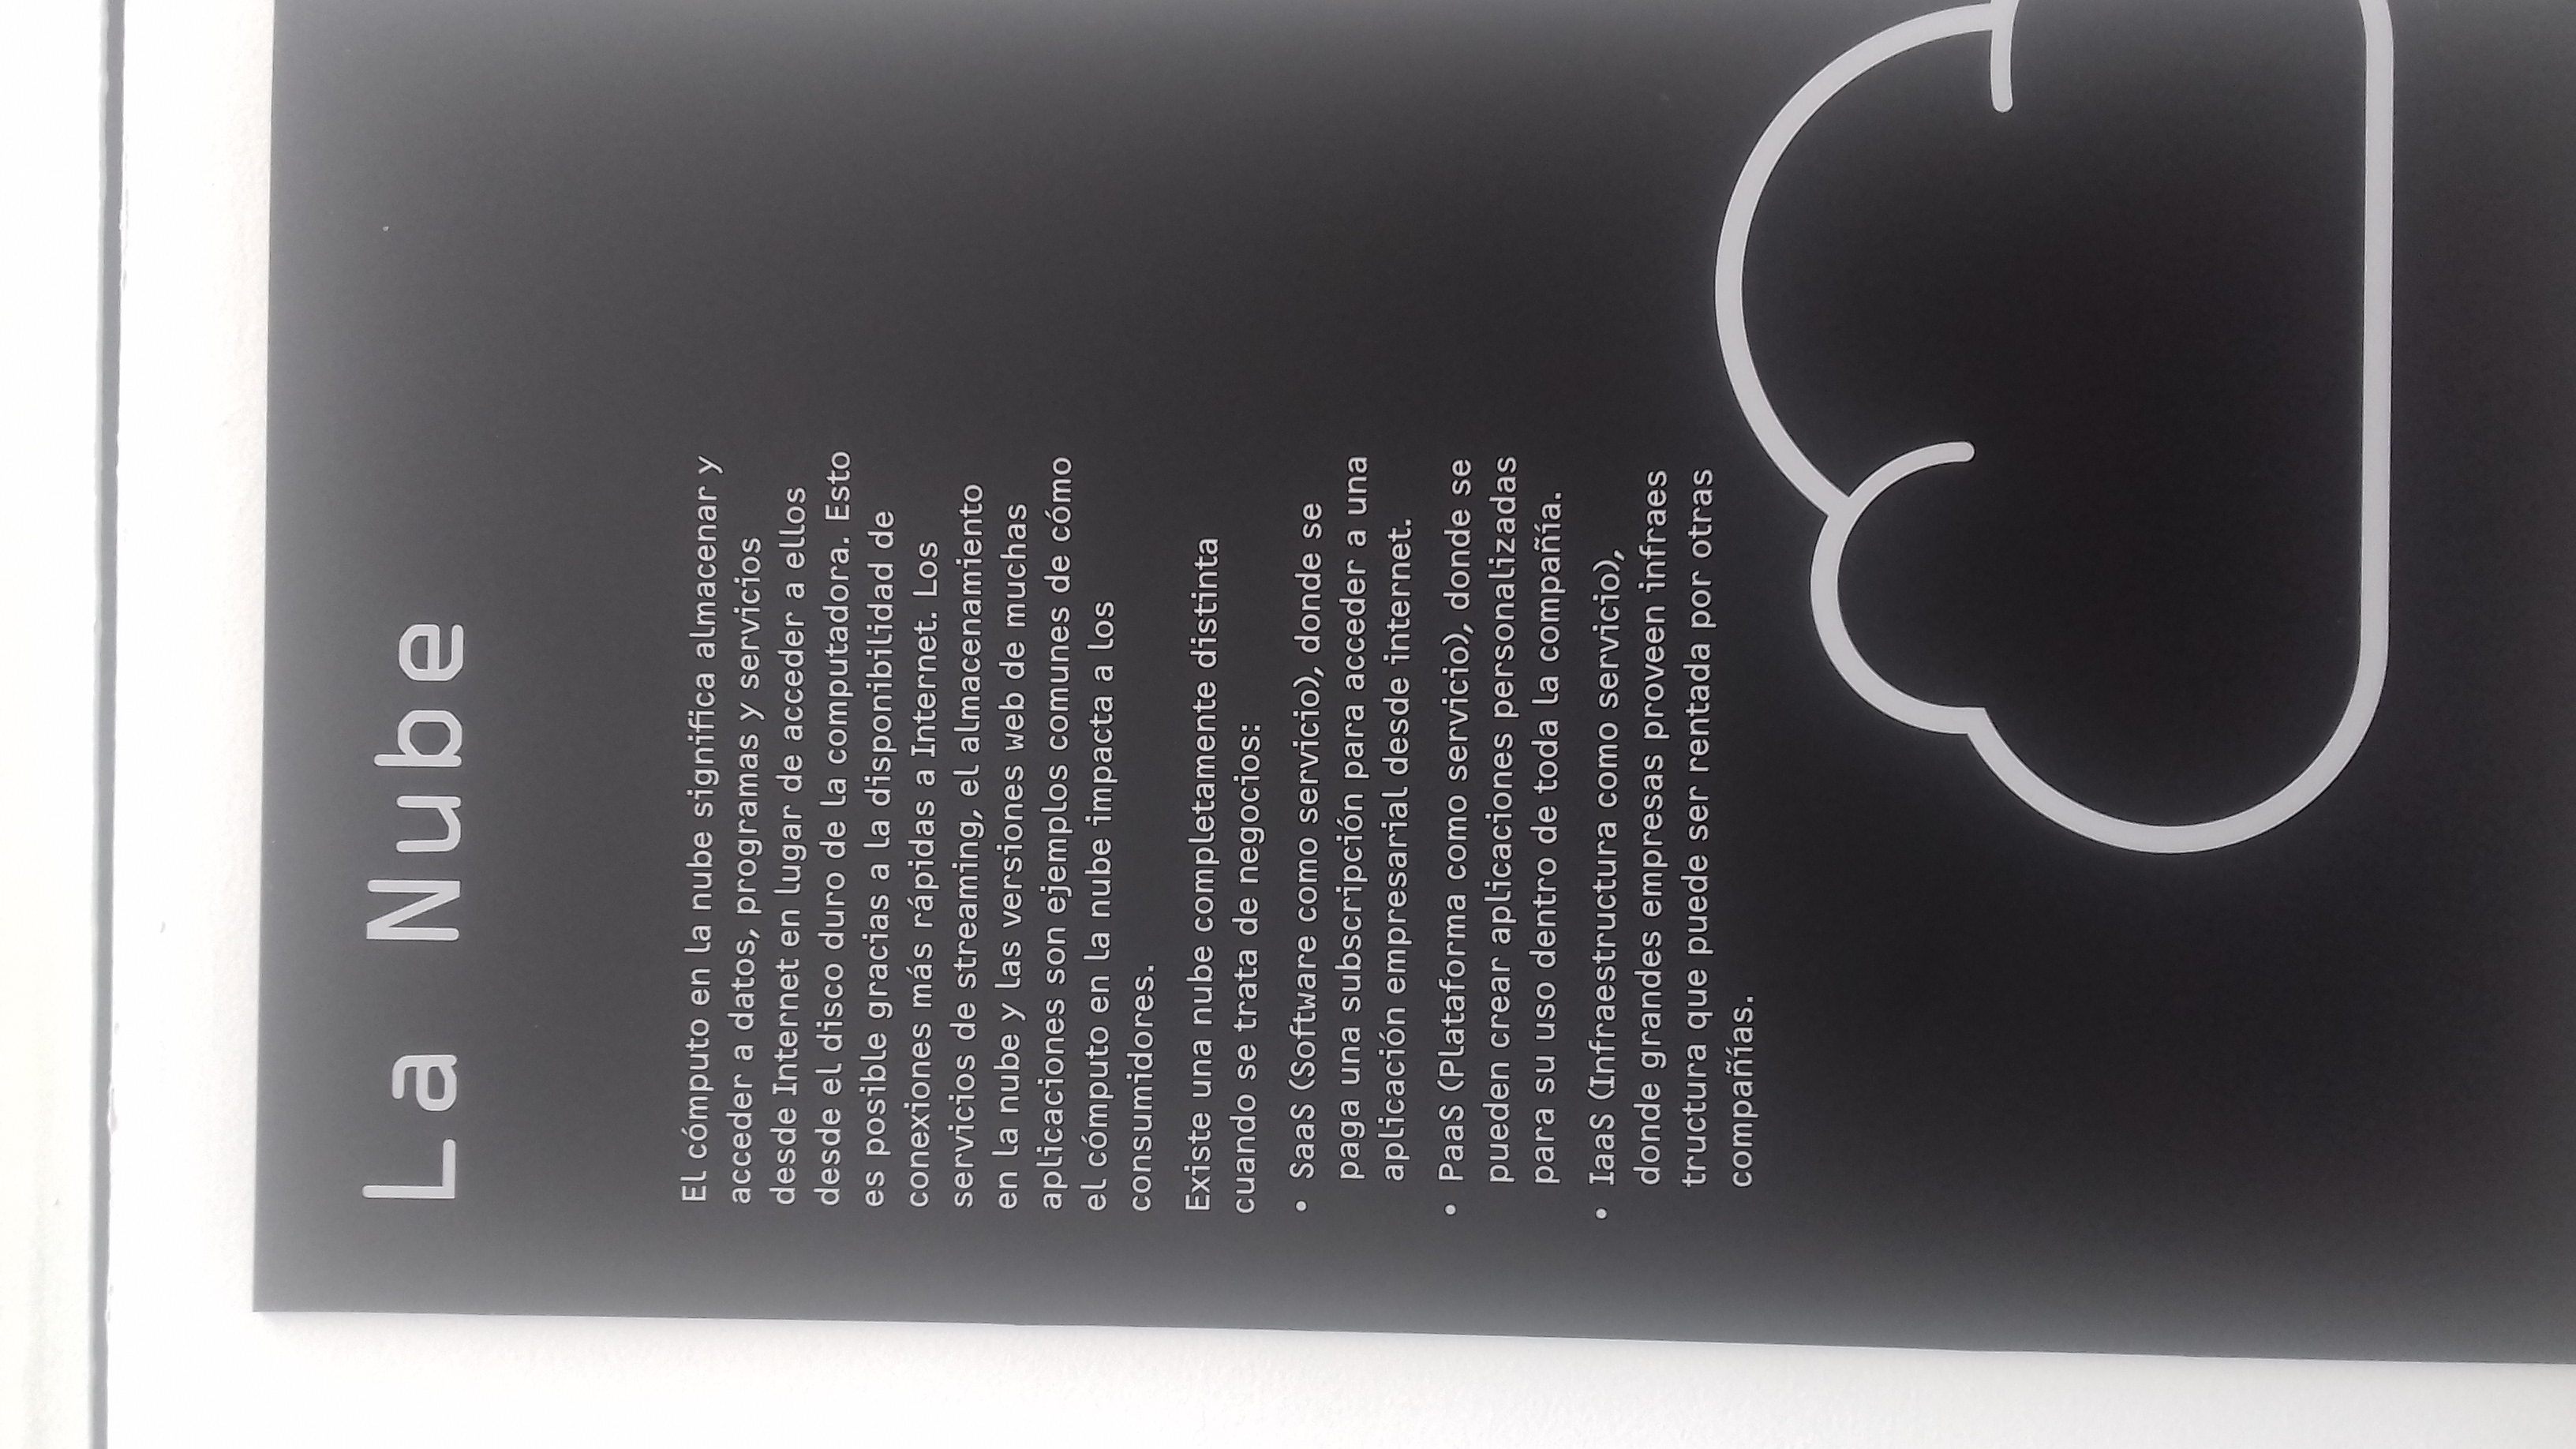 La Nube
El cómputo en la nube significa almacenar y
acceder a datos, programas y servicios
desde Internet en lugar de acceder a ellos
desde el disco duro de la computadora. Esto
es posible gracias a la disponibilidad de
conexiones más rápidas a Internet. Los
servicios de streaming, el almacenamiento
en la nube y las versiones web de muchas
aplicaciones son ejemplos comunes de cómo
el cómputo en la nube impacta a los
consumidores.
Existe una nube completamente distinta
cuando se trata de negocios:
• SaaS (Software como servicio), donde se
paga una subscripción para acceder a una
aplicación empresarial desde internet.
• PaaS (Plataforma como servicio), donde se
pueden crear aplicaciones personalizadas
para su uso dentro de toda la compañía.
• IaaS (Infraestructura como servicio),
donde grandes empresas proveen infraes
tructura que puede ser rentada por otras
compañías.